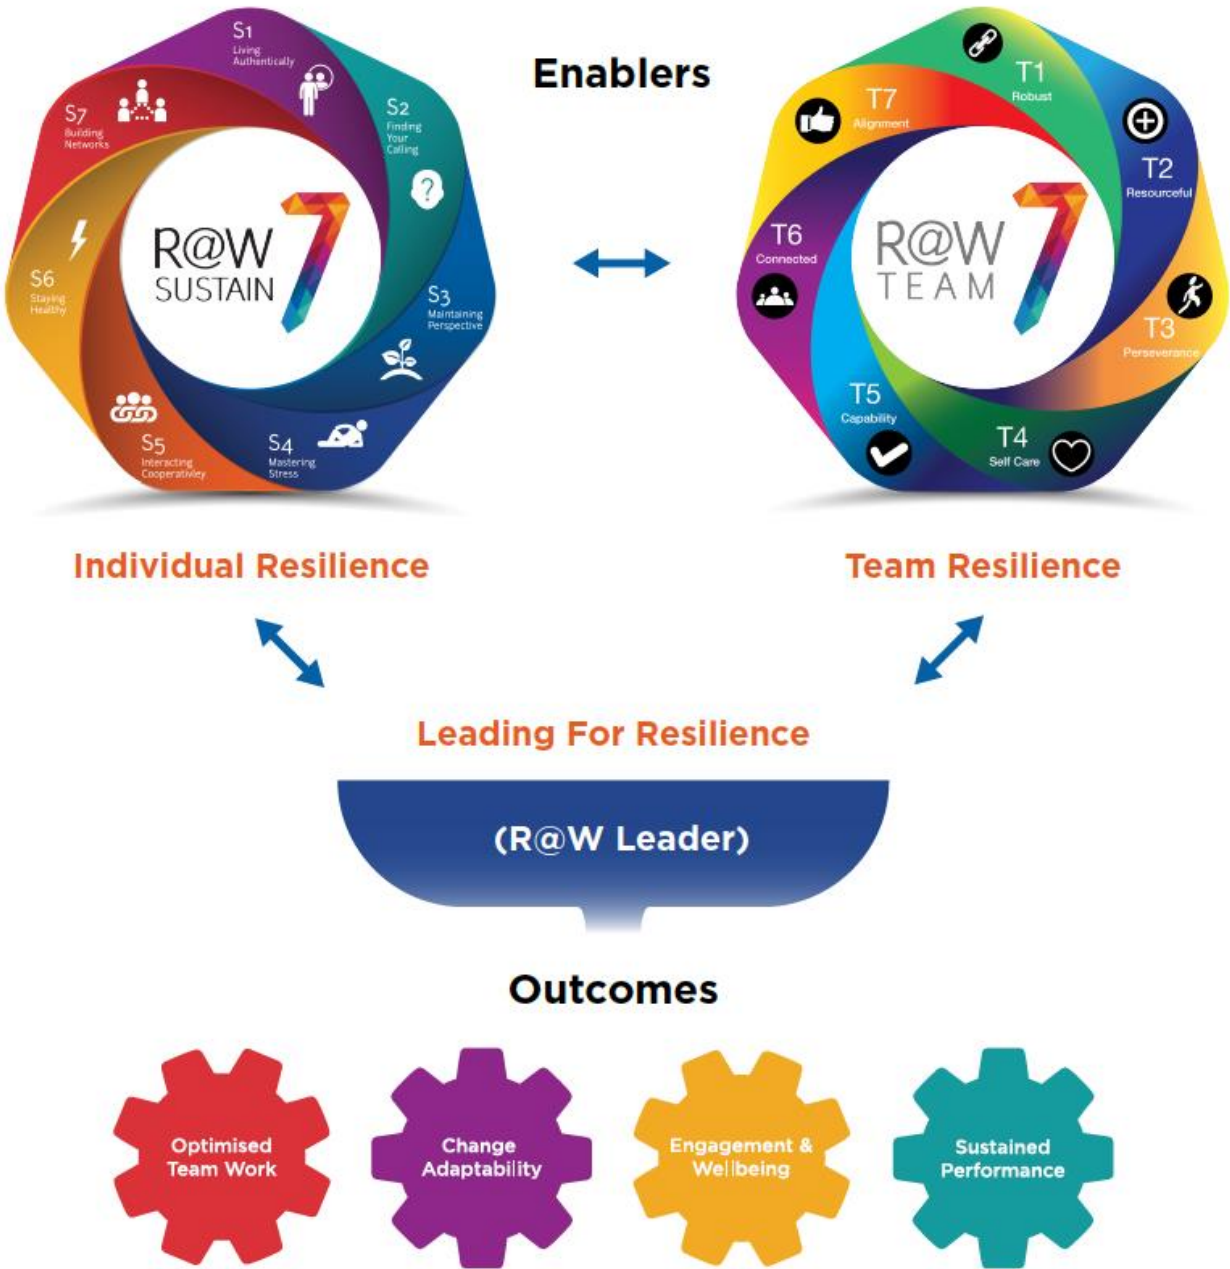 Enablers
S1
Living
Authentically
S2
Finding
Your
Calling
S3
Maintaining
Perspective
S4
Mastering
Stress
S5
Interacting
Cooperativley
S6
Staying
Healthy
S7
Building
Networks
R@W
SUSTAIN
7
T1
Robust
T2
Resourceful
T3
Perseverance
T4
Self Care
T5
Capability
T6
Connected
T7
Alignment
R@W
TEAM
7
Individual Resilience
Team Resilience
Leading For Resilience
(R@W Leader)
Outcomes
Optimised
Team Work
Change
Adaptability
Engagement &
Wellbeing
Sustained
Performance